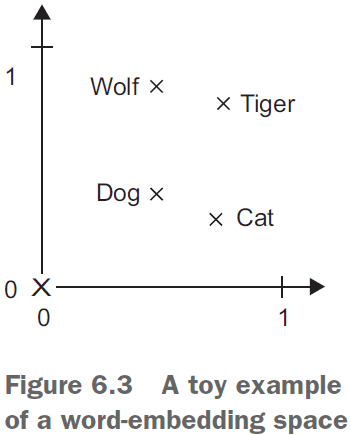 1
Wolf ×
× Tiger
Dog ×
× Cat
0 X
0 1
Figure 6.3 A toy example
of a word-embedding space